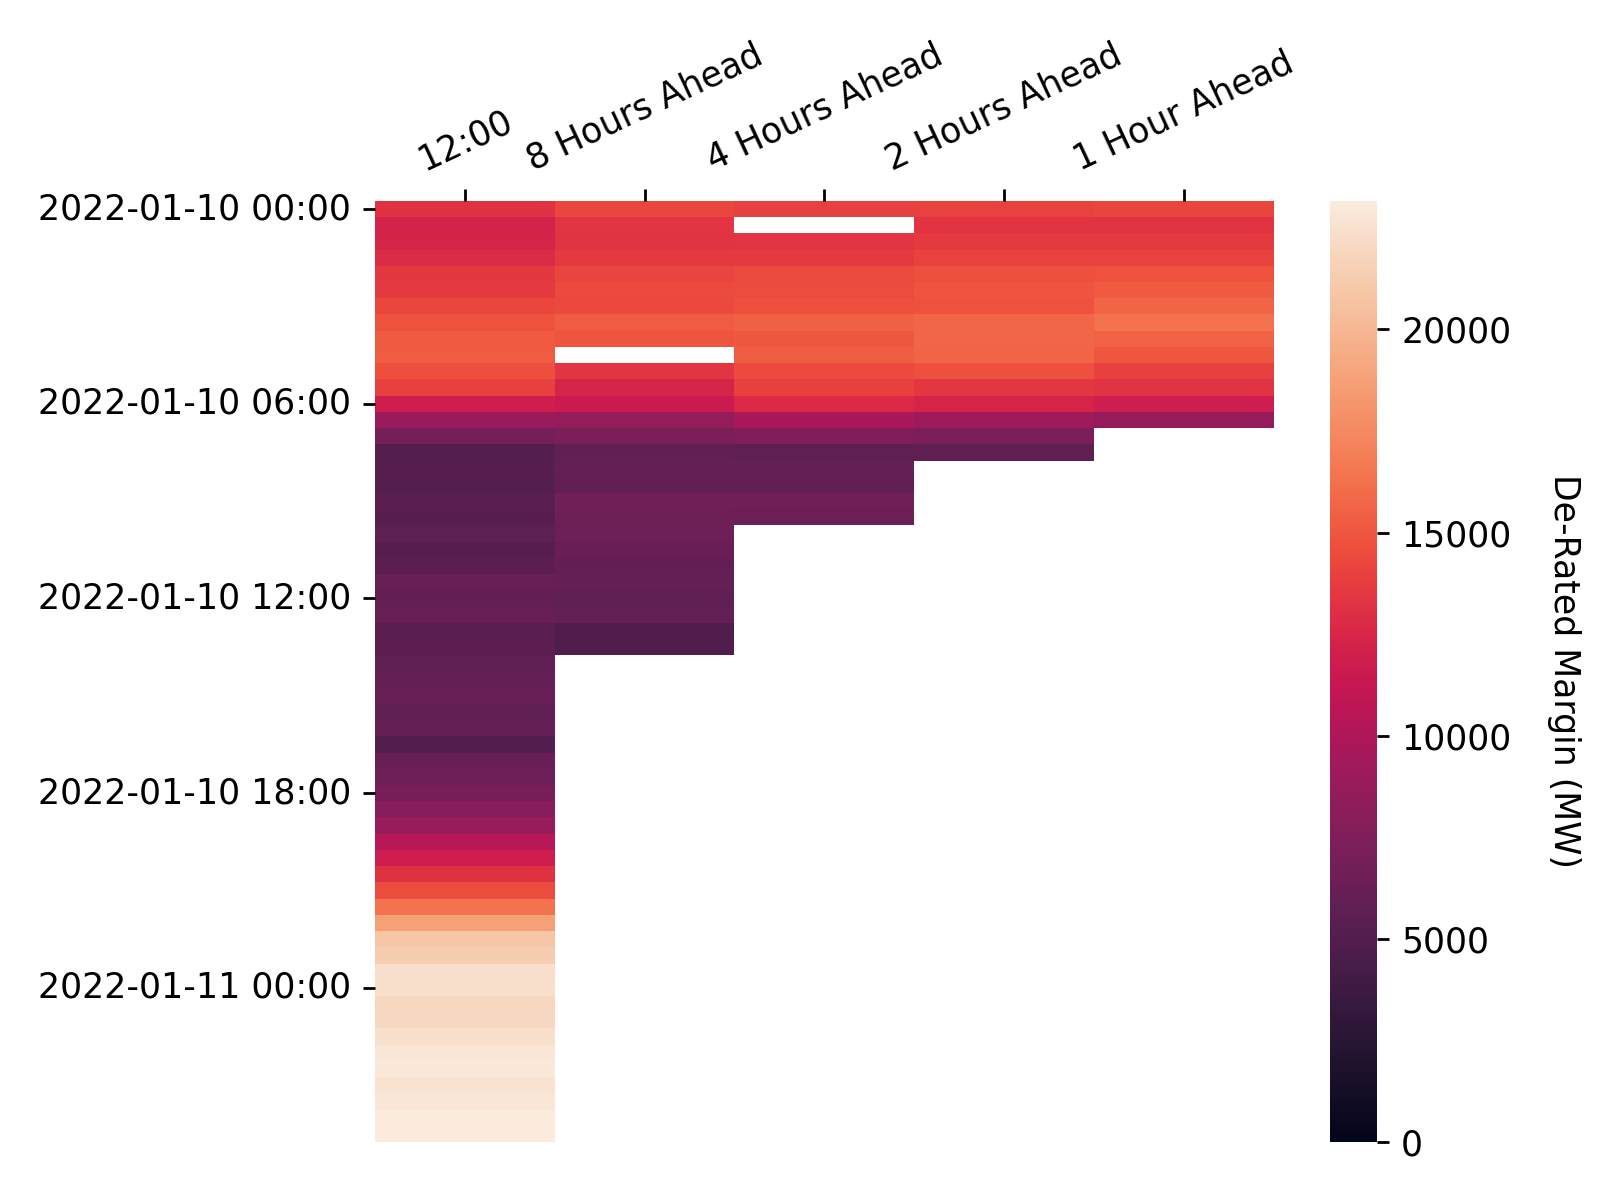 12:00
8 Hours Ahead
4 Hours Ahead
2 Hours Ahead
1 Hour Ahead
2022-01-10 00:00
2022-01-10 06:00
2022-01-10 12:00
2022-01-10 18:00
2022-01-11 00:00
20000
15000
10000
5000
0
De-Rated Margin (MW)